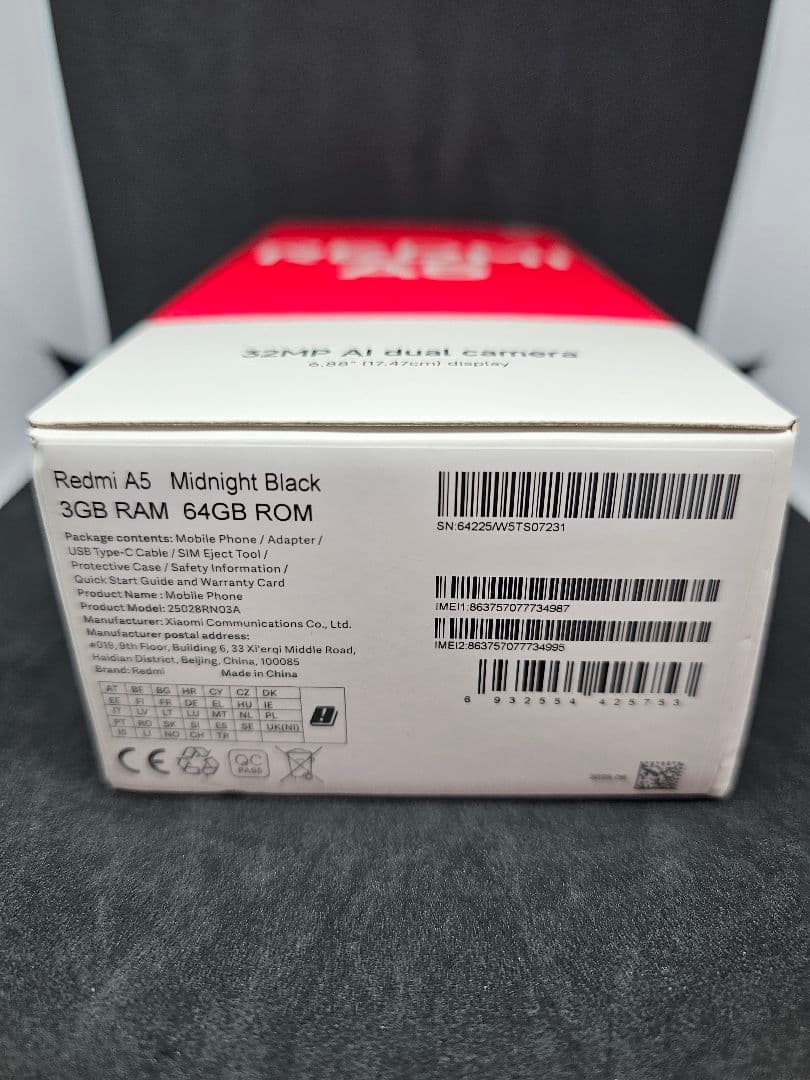 REDMI
A5
32MP AI dual camera
6.88" (17.47cm) display
Redmi A5 Midnight Black
3GB RAM 64GB ROM
Package contents: Mobile Phone / Adapter /
USB Type-C Cable / SIM Eject Tool /
Protective Case / Safety Information /
Quick Start Guide and Warranty Card
Product Name : Mobile Phone
Product Model: 25028RN03A
Manufacturer: Xiaomi Communications Co., Ltd.
Manufacturer postal address:
#019, 9th Floor, Building 6, 33 Xi'erqi Middle Road,
Haidian District, Beijing, China, 100085
Brand: Redmi Made in China
AT BE BG HR CY CZ DK
EE FI FR DE EL HU IE
IT LV LT LU MT NL PL
PT RO SK SI ES SE UK(NI)
IS LI NO CH TR
CE
QC
PASS
SN:64225/W5TS07231
IMEI1:863757077734987
IMEI2:863757077734995
6 932554 425753